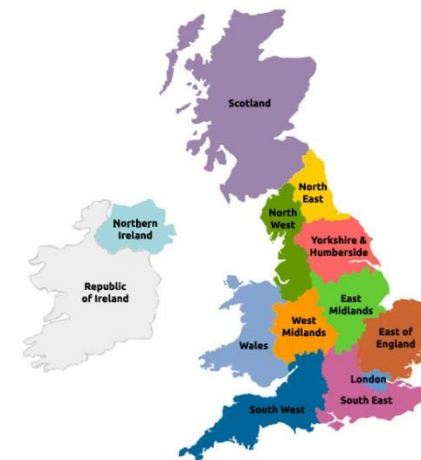 Scotland
North
East
North
West
Northern
Ireland
Yorkshire &
Humberside
Republic
of Ireland
East
Midlands
West
Midlands
East of
England
Wales
London
South East
South West